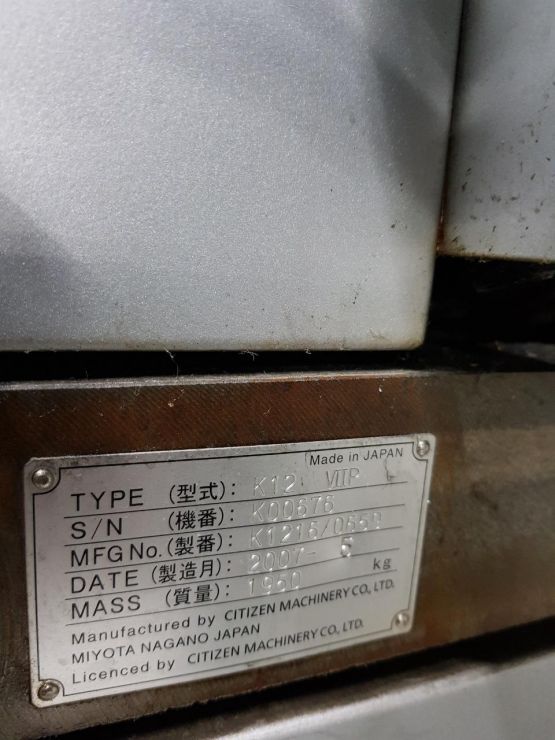 Made in JAPAN
TYPE (型式): K12 VIIP
S/N (機番): K00676
MFG No.(製番): K1216/
DATE (製造月): 2007- 5
MASS (質量): kg
Manufactured by CITIZEN MACHINERY CO., LTD.
MIYOTA NAGANO JAPAN
Licenced by CITIZEN MACHINERY CO., LTD.